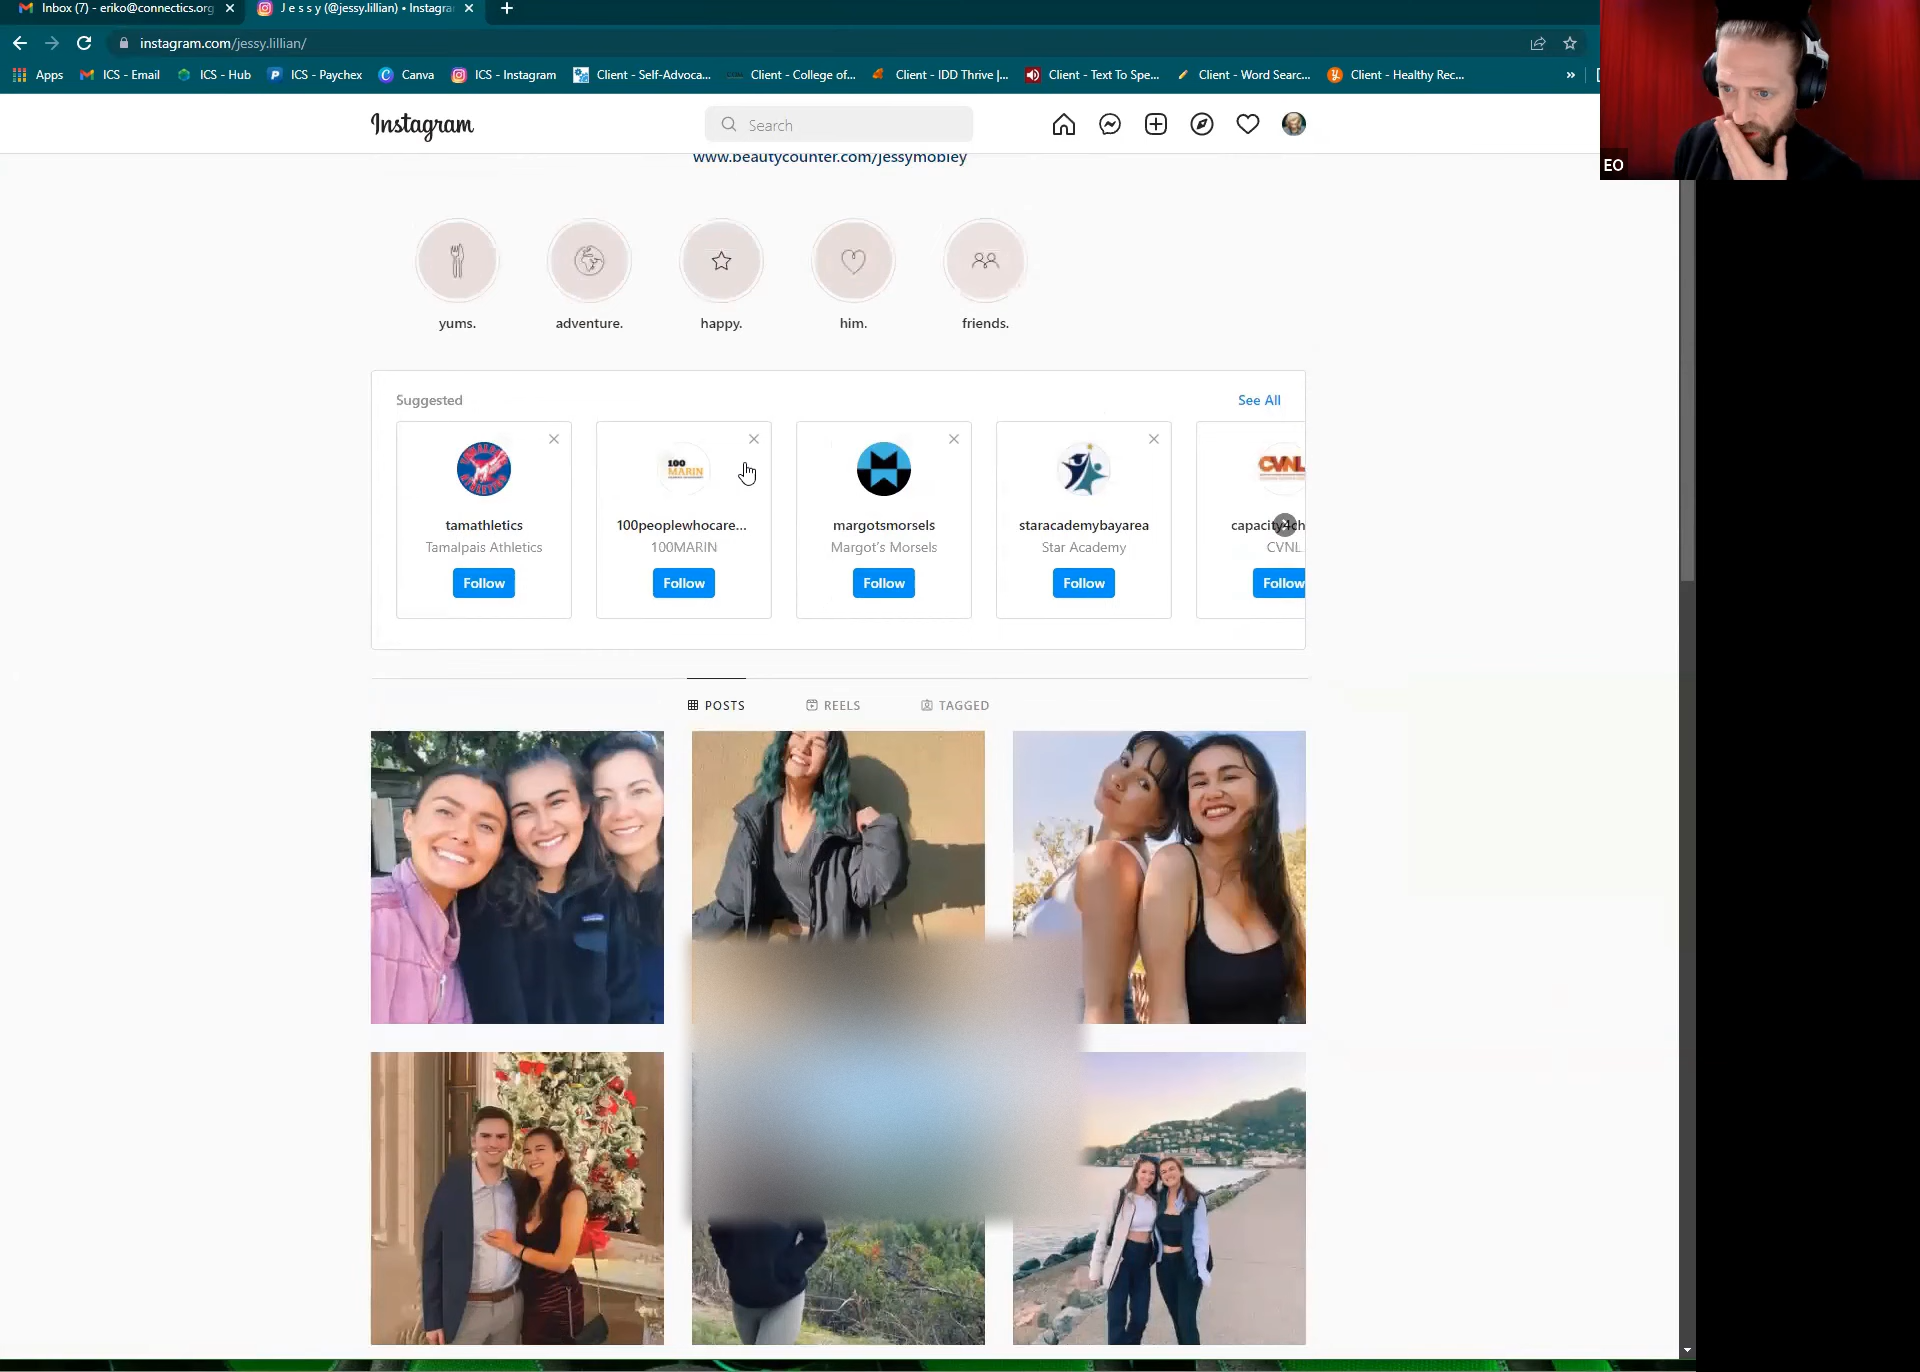 Inbox (7) - eriko@connectics.org
J e s s y (@jessy.lillian) • Instagra
instagram.com/jessy.lillian/
Apps
ICS - Email
ICS - Hub
ICS - Paychex
Canva
ICS - Instagram
Client - Self-Advoca...
Client - College of...
Client - IDD Thrive |...
Client - Text To Spe...
Client - Word Searc...
Client - Healthy Rec...
»
EO
Instagram
Search
www.beautycounter.com/jessymobley
yums.
adventure.
happy.
him.
friends.
Suggested
See All
100 MARIN
CVNL
tamathletics
100peoplewhocare...
margotsmorsels
staracademybayarea
capacity4ch
Tamalpais Athletics
100MARIN
Margot's Morsels
Star Academy
CVNL
Follow
Follow
Follow
Follow
Follow
POSTS
REELS
TAGGED